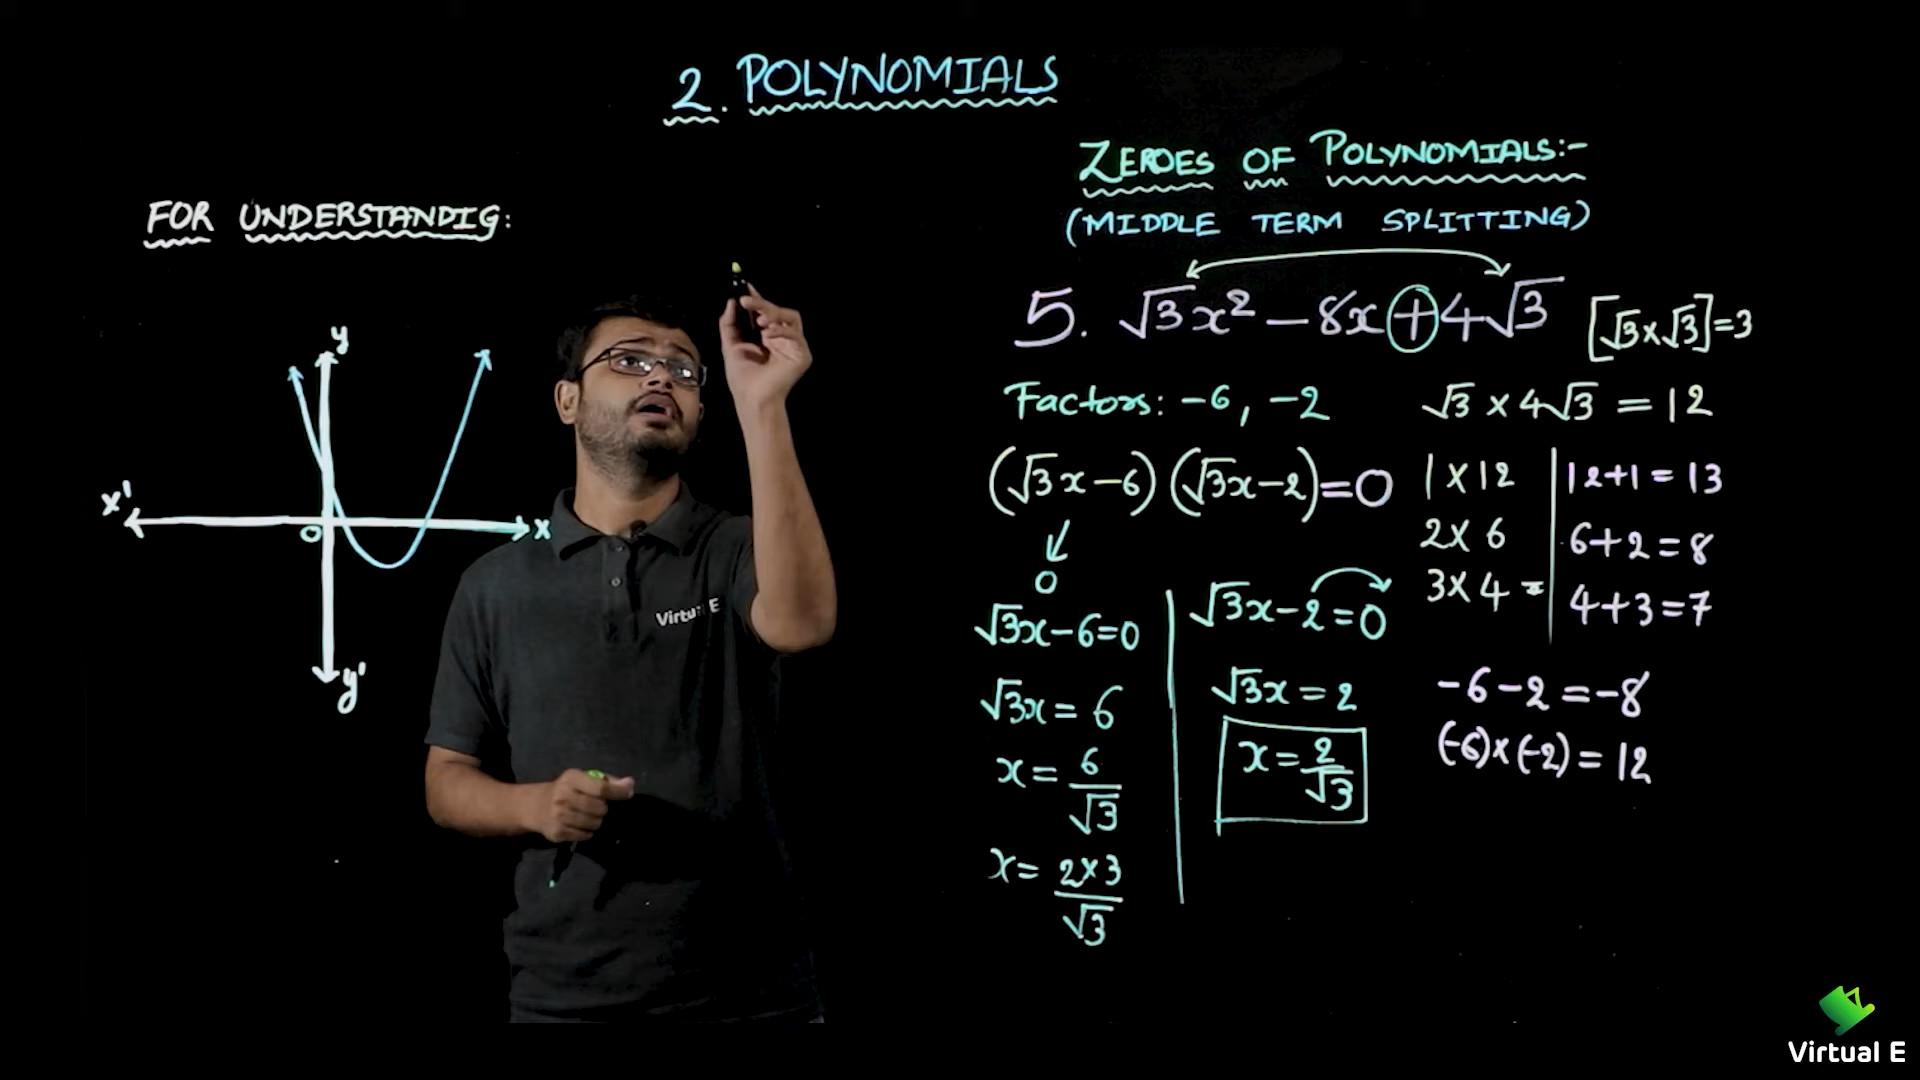 2. POLYNOMIALS
FOR UNDERSTANDIG:
y
x'
O
x
y'
Virtual E
ZEROES OF POLYNOMIALS:-
(MIDDLE TERM SPLITTING)
5. √3x² - 8x + 4√3
[√3×√3]=3
Factors: -6, -2
√3 × 4√3 = 12
(√3x-6) (√3x-2)=0
0
√3x-6=0
√3x = 6
x = 6/√3
x = 2×3/√3
√3x-2=0
√3x = 2
x = 2/√3
1 × 12
2 × 6
3 × 4 =
12+1 = 13
6+2 = 8
4+3=7
-6-2 = -8
(-6)×(-2) = 12
Virtual E